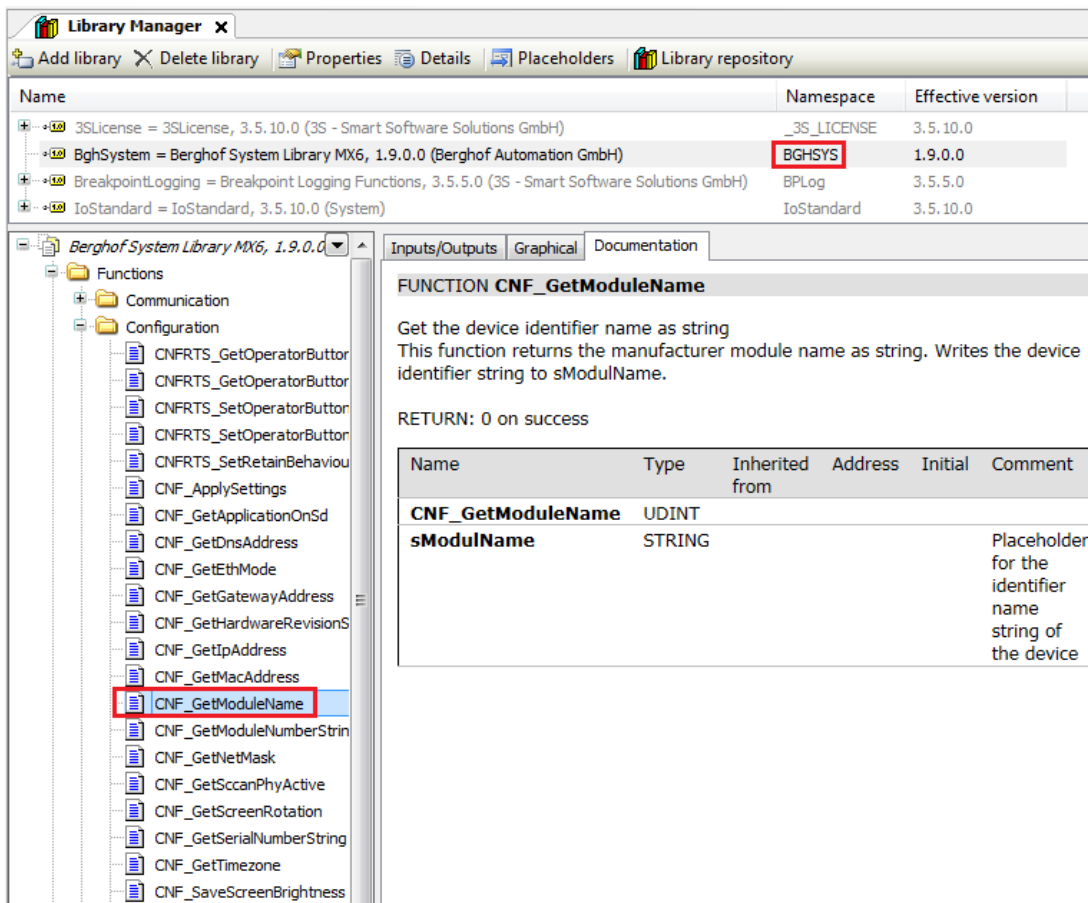 Library Manager x
Add library Delete library Properties Details Placeholders Library repository
Name Namespace Effective version
3SLicense = 3SLicense, 3.5.10.0 (3S - Smart Software Solutions GmbH) _3S_LICENSE 3.5.10.0
BghSystem = Berghof System Library MX6, 1.9.0.0 (Berghof Automation GmbH) BGHSYS 1.9.0.0
BreakpointLogging = Breakpoint Logging Functions, 3.5.5.0 (3S - Smart Software Solutions GmbH) BPLog 3.5.5.0
IoStandard = IoStandard, 3.5.10.0 (System) IoStandard 3.5.10.0
Berghof System Library MX6, 1.9.0.0
Functions
Communication
Configuration
CNFRTS_GetOperatorButtor
CNFRTS_GetOperatorButtor
CNFRTS_SetOperatorButtor
CNFRTS_SetOperatorButtor
CNFRTS_SetRetainBehaviou
CNF_ApplySettings
CNF_GetApplicationOnSd
CNF_GetDnsAddress
CNF_GetEthMode
CNF_GetGatewayAddress
CNF_GetHardwareRevisionS
CNF_GetIpAddress
CNF_GetMacAddress
CNF_GetModuleName
CNF_GetModuleNumberStrin
CNF_GetNetMask
CNF_GetSccanPhyActive
CNF_GetScreenRotation
CNF_GetSerialNumberString
CNF_GetTimezone
CNF_SaveScreenBrightness
Inputs/Outputs Graphical Documentation
FUNCTION CNF_GetModuleName
Get the device identifier name as string
This function returns the manufacturer module name as string. Writes the device
identifier string to sModulName.
RETURN: 0 on success
Name Type Inherited Address Initial Comment
from
CNF_GetModuleName UDINT
sModulName STRING Placeholder
for the
identifier
name
string of
the device